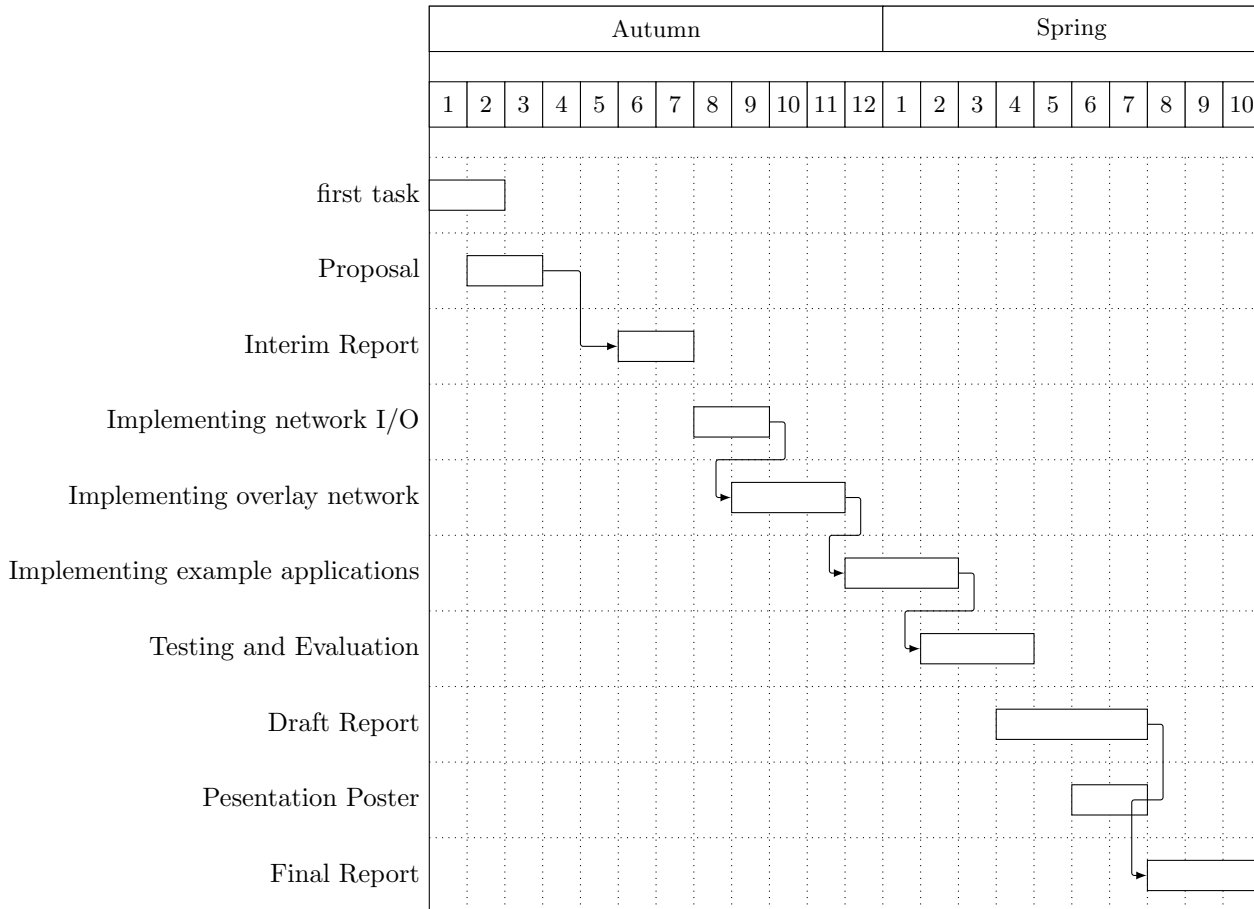 Autumn Spring
1 2 3 4 5 6 7 8 9 10 11 12 1 2 3 4 5 6 7 8 9 10
first task
Proposal
Interim Report
Implementing network I/O
Implementing overlay network
Implementing example applications
Testing and Evaluation
Draft Report
Pesentation Poster
Final Report